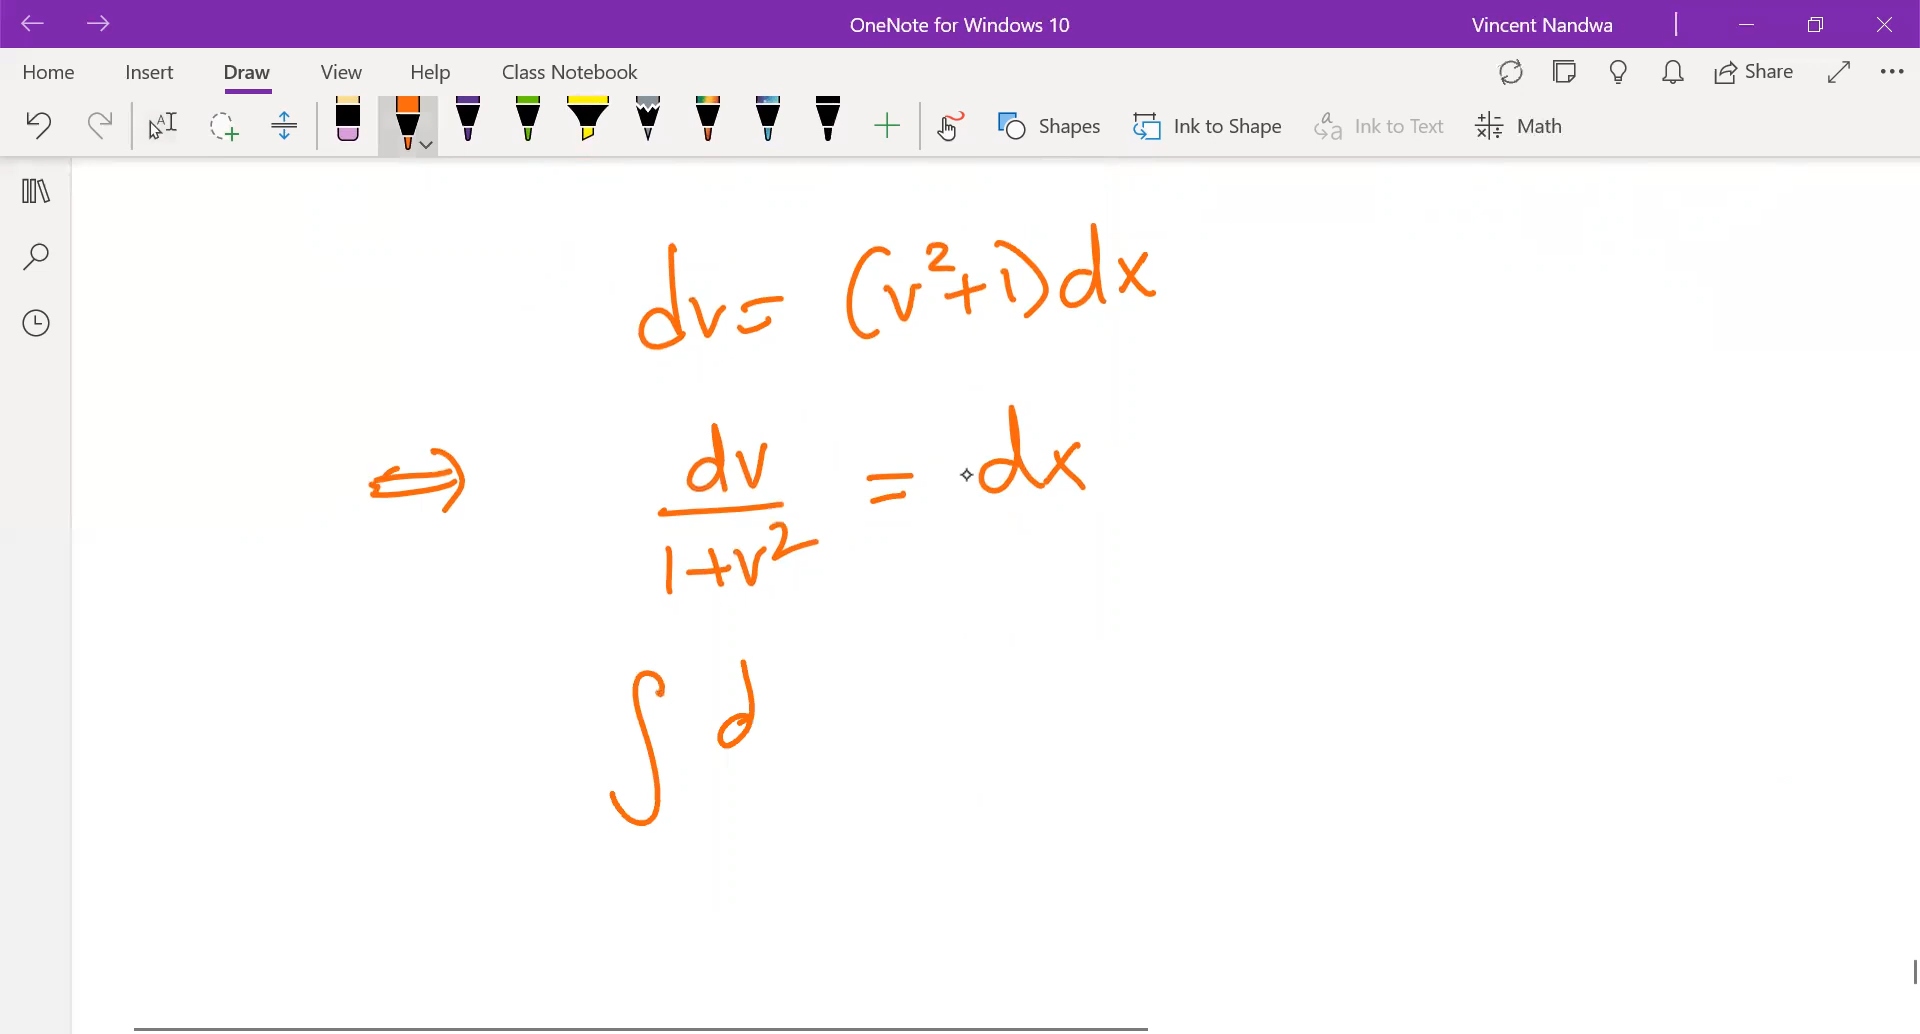 OneNote for Windows 10
Vincent Nandwa
Home Insert Draw View Help Class Notebook Share
Shapes Ink to Shape Ink to Text Math
dv = (v²+1)dx
⇔ dv/1+v² = dx
∫ d